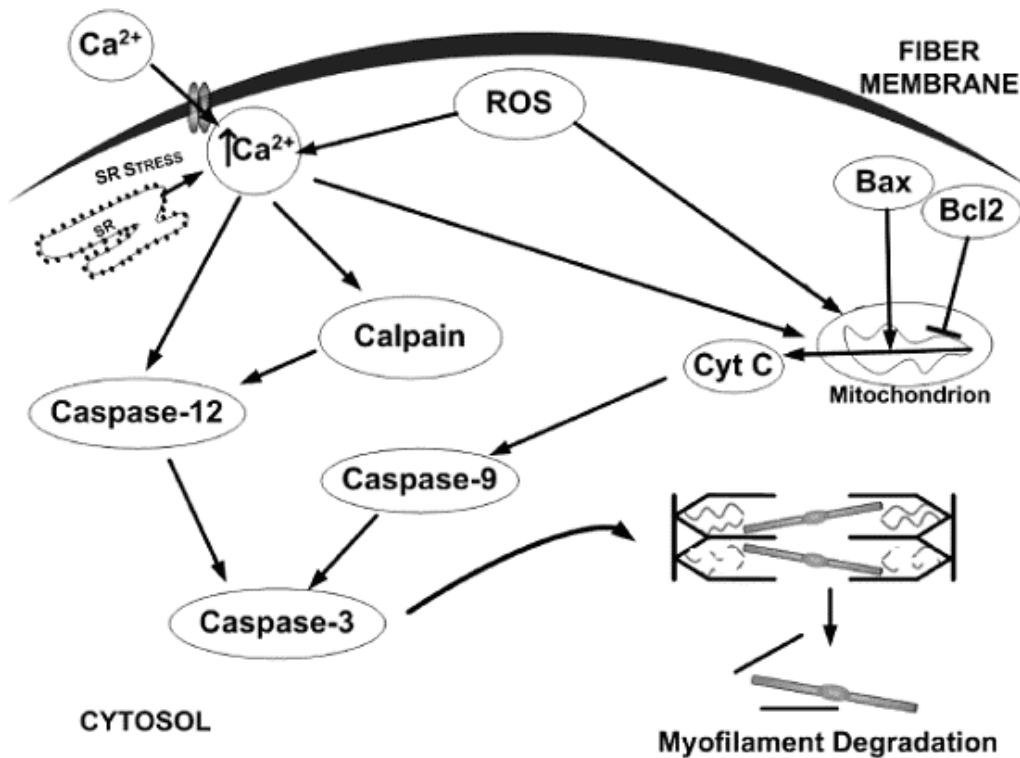 Ca²⁺
FIBER
MEMBRANE
ROS
↑Ca²⁺
SR STRESS
SR
Bax
Bcl2
Calpain
Cyt C
Mitochondrion
Caspase-12
Caspase-9
Caspase-3
CYTOSOL
Myofilament Degradation